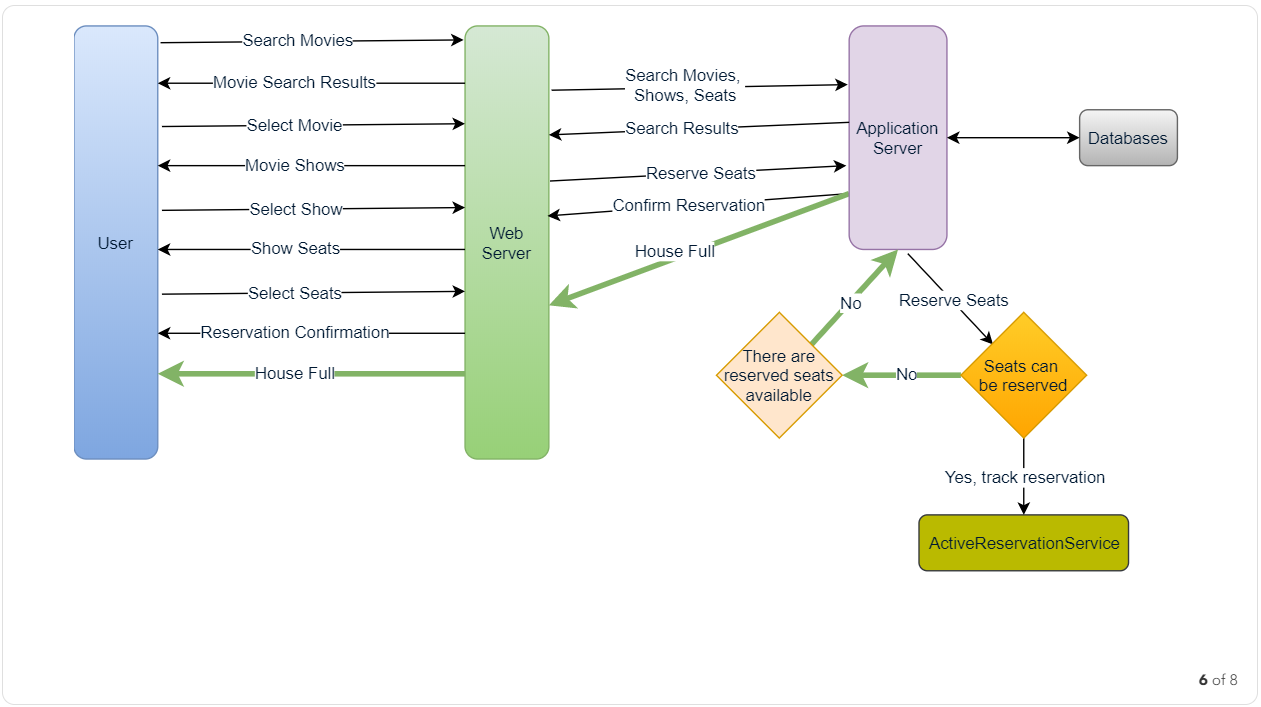 Search Movies
Movie Search Results
Select Movie
Movie Shows
Select Show
Show Seats
Select Seats
Reservation Confirmation
House Full
User
Web
Server
Search Movies,
Shows, Seats
Search Results
Reserve Seats
Confirm Reservation
House Full
Application
Server
Databases
No
Reserve Seats
There are
reserved seats
available
No
Seats can
be reserved
Yes, track reservation
ActiveReservationService
6 of 8